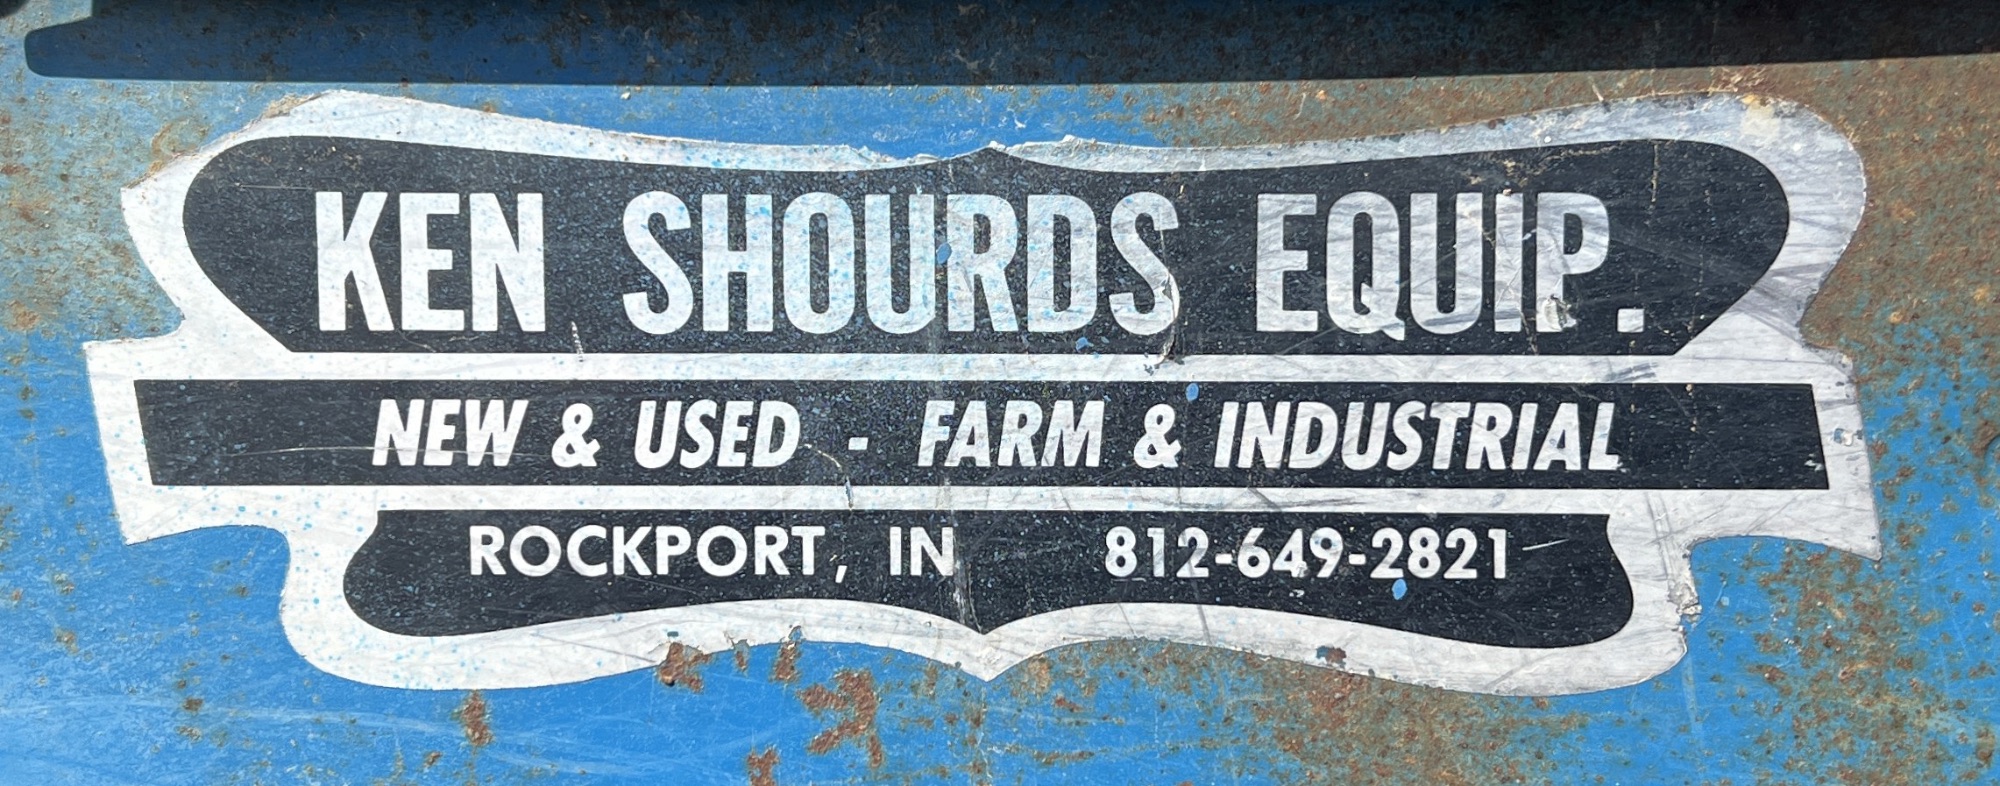 KEN SHOURDS EQUIP.
NEW & USED - FARM & INDUSTRIAL
ROCKPORT, IN 812-649-2821